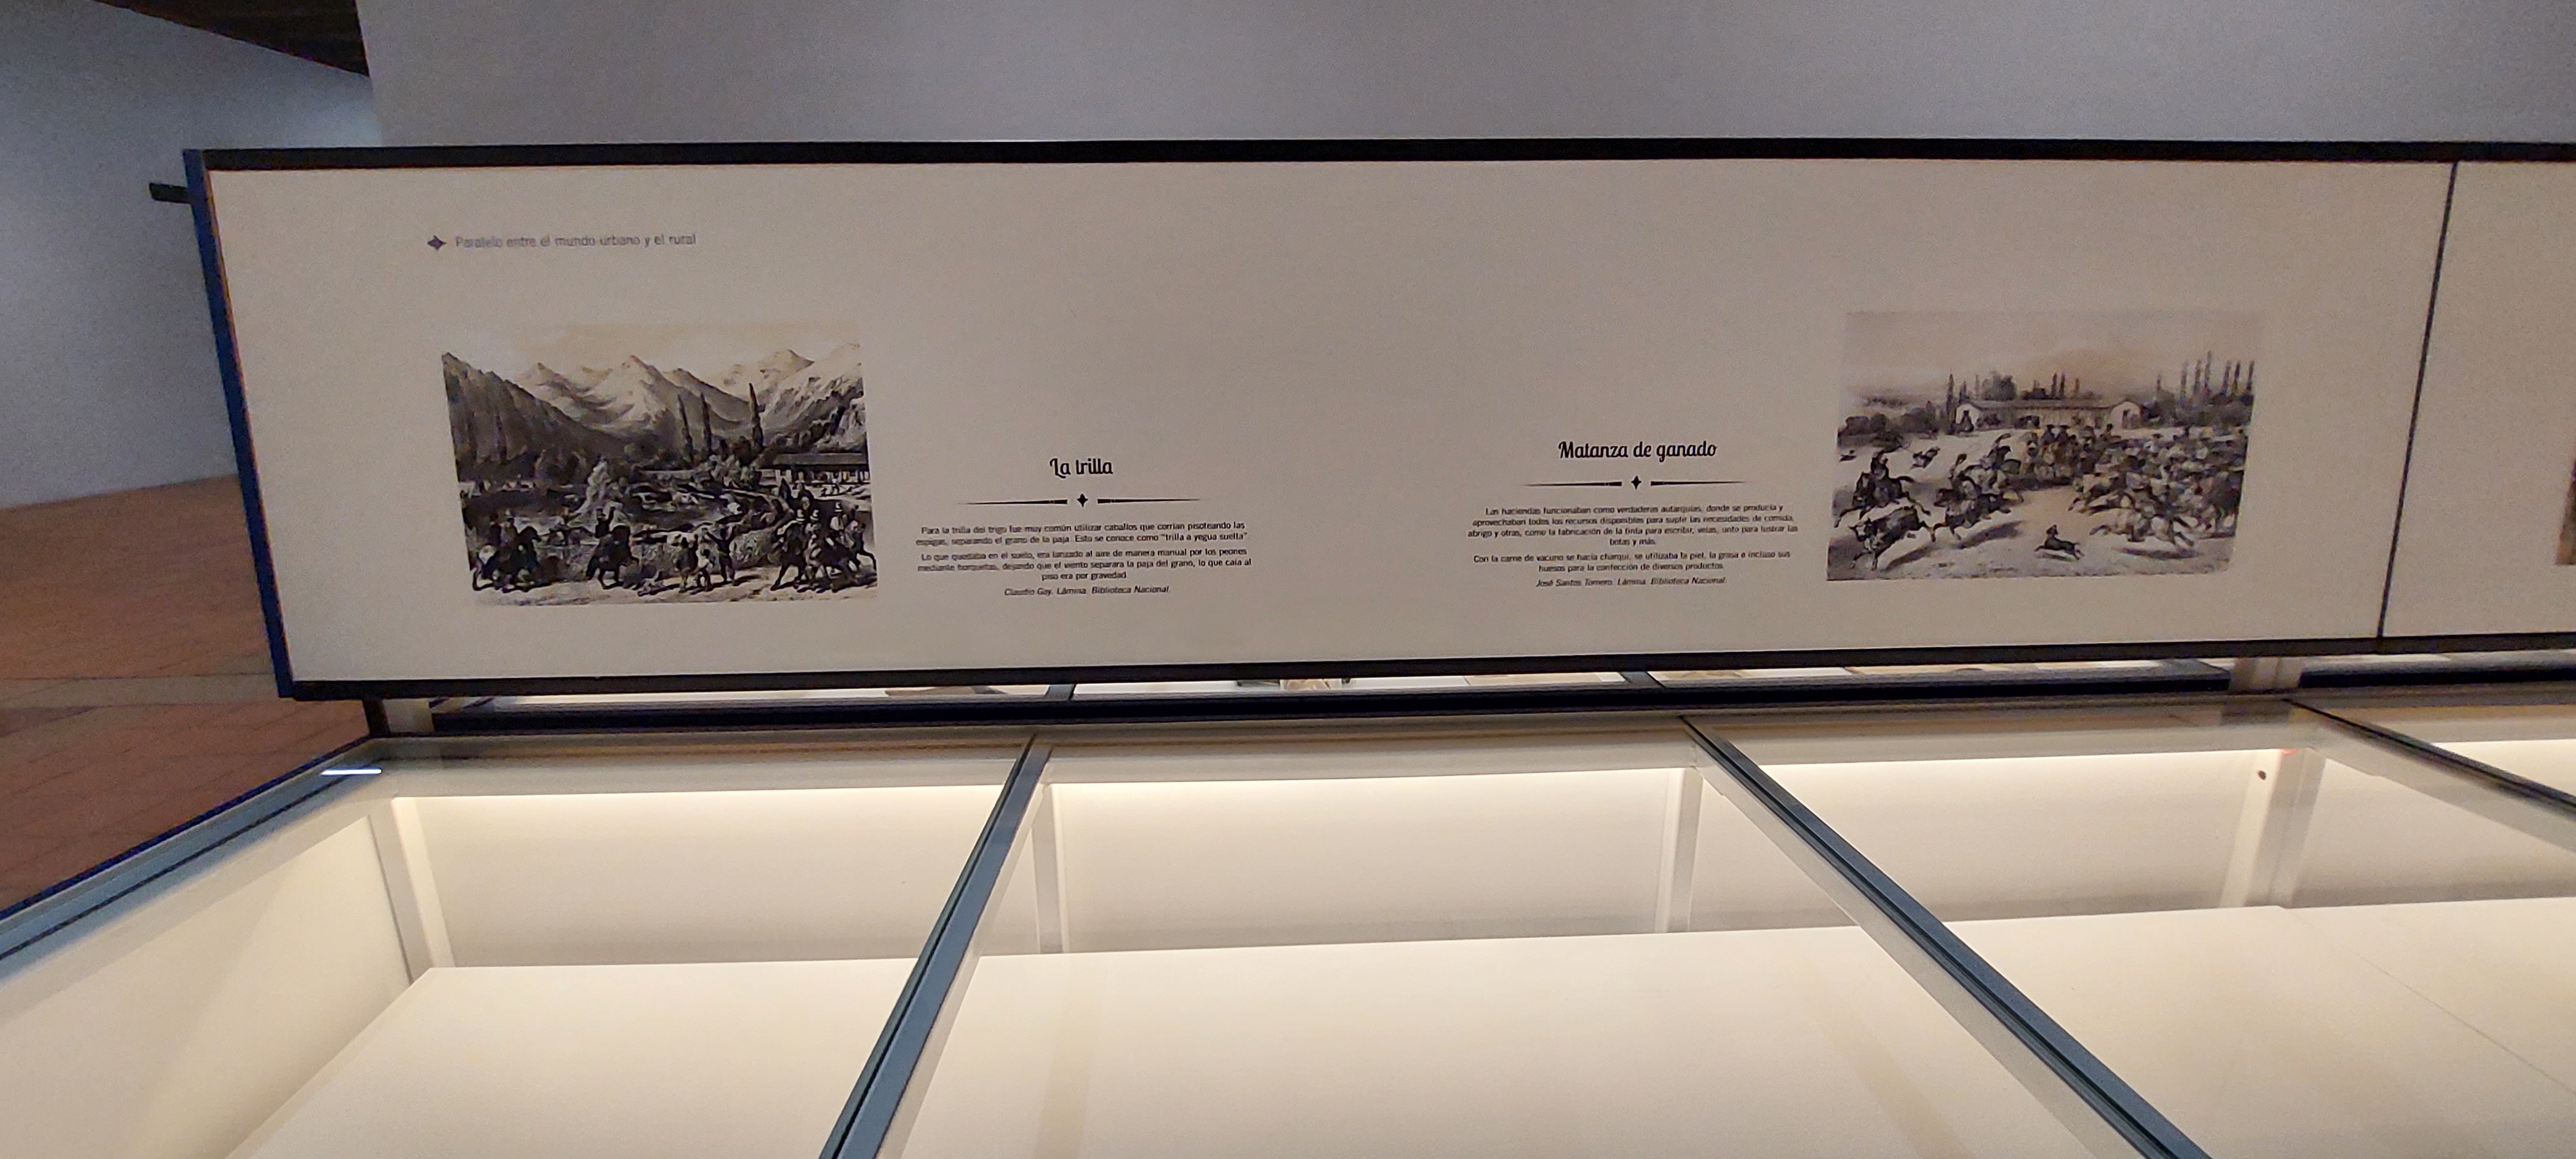 Paralelo entre el mundo urbano y el rural
La trilla
Para la trilla del trigo fue muy común utilizar caballos que corrían pisoteando las
espigas, separando el grano de la paja. Esto se conoce como "trilla a yegua suelta".
Lo que quedaba en el suelo, era lanzado al aire de manera manual por los peones
mediante horquetas, dejando que el viento separara la paja del grano, lo que caía al
piso era por gravedad.
Claudio Gay. Lámina. Biblioteca Nacional.
Matanza de ganado
Las haciendas funcionaban como verdaderas autarquías, donde se producía y
aprovechaban todos los recursos disponibles para suplir las necesidades de comida,
abrigo y otras, como la fabricación de la tinta para escribir, velas, unto para lustrar las
botas y más.
Con la carne de vacuno se hacía charqui, se utilizaba la piel, la grasa e incluso sus
huesos para la confección de diversos productos.
José Santos Tornero. Lámina. Biblioteca Nacional.